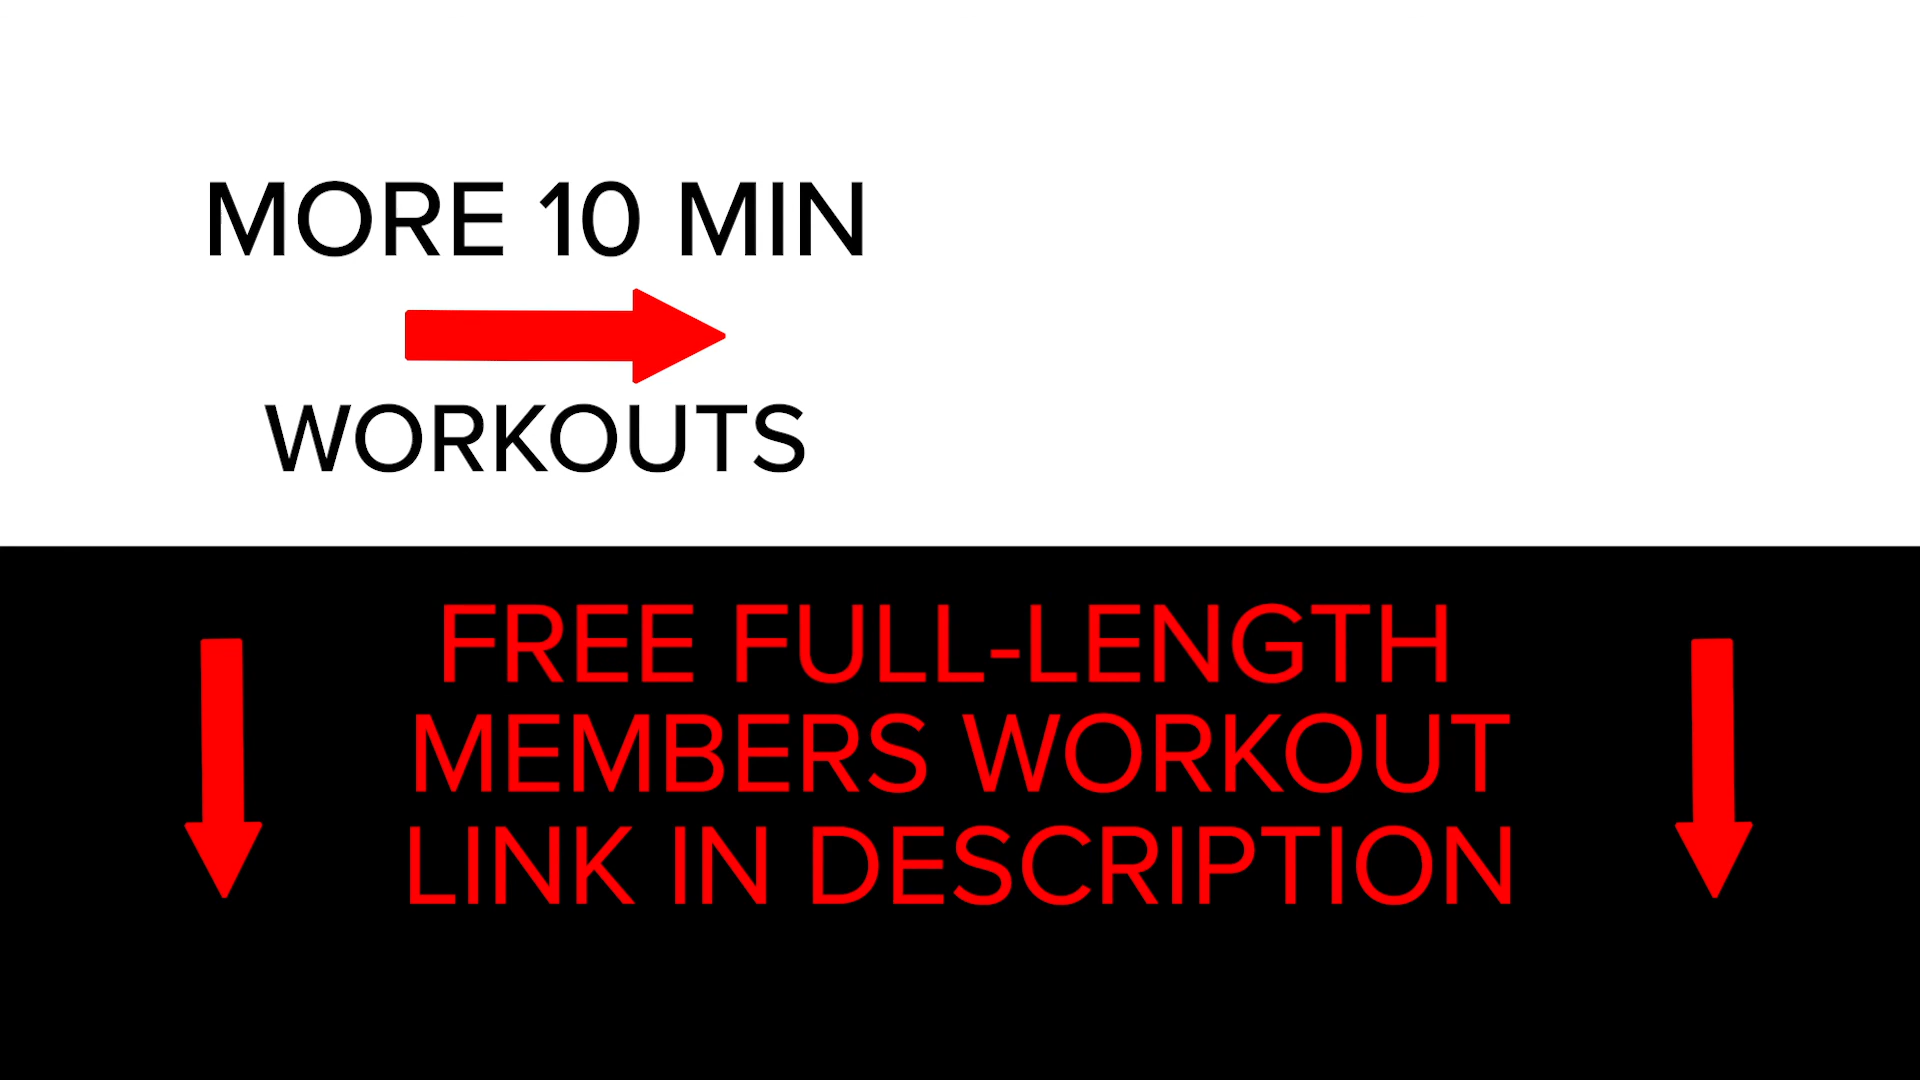 MORE 10 MIN
WORKOUTS
FREE FULL-LENGTH
MEMBERS WORKOUT
LINK IN DESCRIPTION